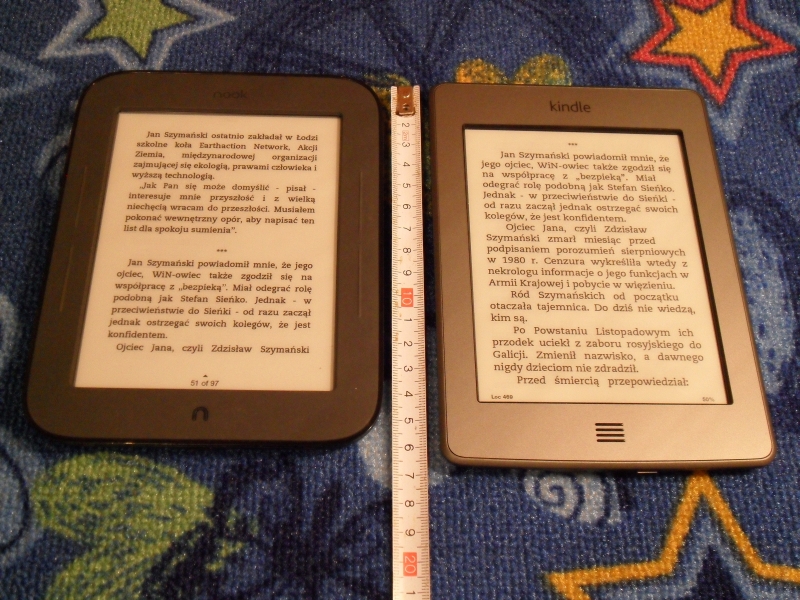 nook
Jan Szymański ostatnio zakładał w Łodzi
szkolne koła Earthaction Network, Akcji
Ziemia, międzynarodowej organizacji
zajmującej się ekologią, prawami człowieka i
wyższą technologią.
„Jak Pan się może domyślić - pisał -
interesuje mnie przyszłość i z wielką
niechęcią wracam do przeszłości. Musiałem
pokonać wewnętrzny opór, aby napisać ten
list dla spokoju sumienia".
***
Jan Szymański powiadomił mnie, że jego
ojciec, WiN-owiec także zgodził się na
współpracę z „bezpieką". Miał odegrać rolę
podobną jak Stefan Sieńko. Jednak - w
przeciwieństwie do Sieńki - od razu zaczął
jednak ostrzegać swoich kolegów, że jest
konfidentem.
Ojciec Jana, czyli Zdzisław Szymański
51 of 97
2
3
4
5
6
7
8
9
10
1
2
3
4
5
6
7
8
9
20
1
kindle
***
Jan Szymański powiadomił mnie, że
jego ojciec, WiN-owiec także zgodził się
na współpracę z „bezpieką". Miał
odegrać rolę podobną jak Stefan Sieńko.
Jednak - w przeciwieństwie do Sieńki -
od razu zaczął jednak ostrzegać swoich
kolegów, że jest konfidentem.
Ojciec Jana, czyli Zdzisław
Szymański zmarł miesiąc przed
podpisaniem porozumień sierpniowych
w 1980 r. Cenzura wykreśliła wtedy z
nekrologu informacje o jego funkcjach w
Armii Krajowej i pobycie w więzieniu.
Ród Szymańskich od początku
otaczała tajemnica. Do dziś nie wiedzą,
kim są.
Po Powstaniu Listopadowym ich
przodek uciekł z zaboru rosyjskiego do
Galicji. Zmienił nazwisko, a dawnego
nigdy dzieciom nie zdradził.
Przed śmiercią przepowiedział:
Loc 469
50%